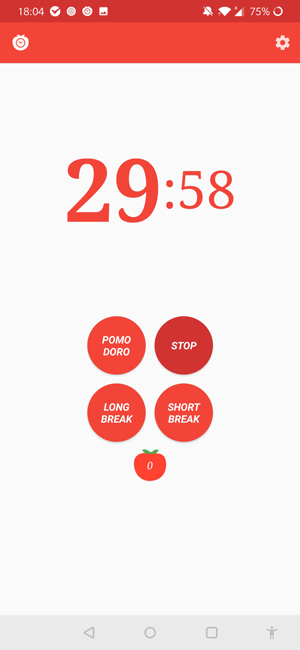 18:04
75%
29:58
POMO
DORO
STOP
LONG
BREAK
SHORT
BREAK
0